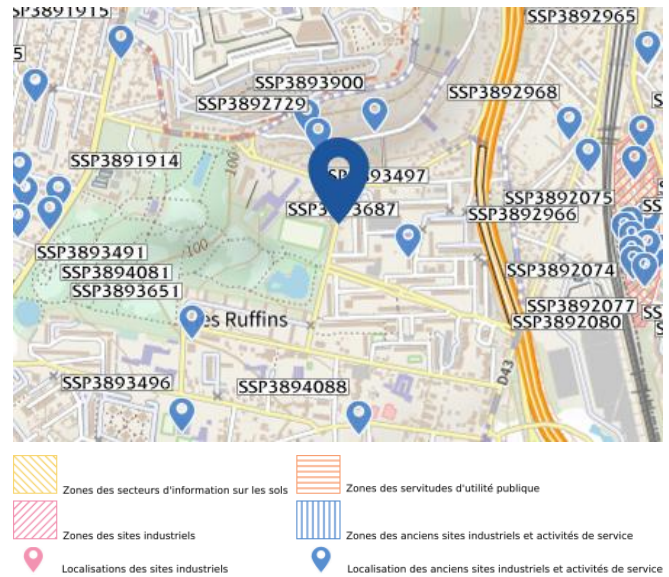 SSP3891915
SSP3892965
SSP3893900
SSP3892968
SSP3892729
SSP3891914
100
SSP3892075
SSP3892966
100
SSP3893491
SSP3894081
SSP3892074
SSP3893651
SSP3892077
es Ruffins
SSP3892080
D43
SSP3893496
SSP3894088
Zones des secteurs d'information sur les sols
Zones des servitudes d'utilité publique
Zones des sites industriels
Zones des anciens sites industriels et activités de service
Localisations des sites industriels
Localisation des anciens sites industriels et activités de service